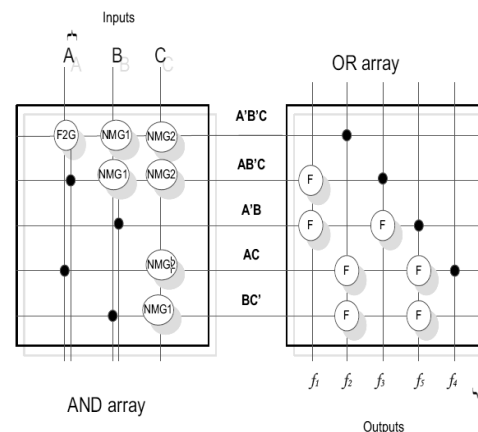 Inputs
A B C
OR array
F2G NMG1 NMG2 A'B'C
NMG1 NMG2 AB'C F
A'B F F
NMG2 AC F F
NMG1 BC' F F
f1 f2 f3 f5 f4
AND array
Outputs